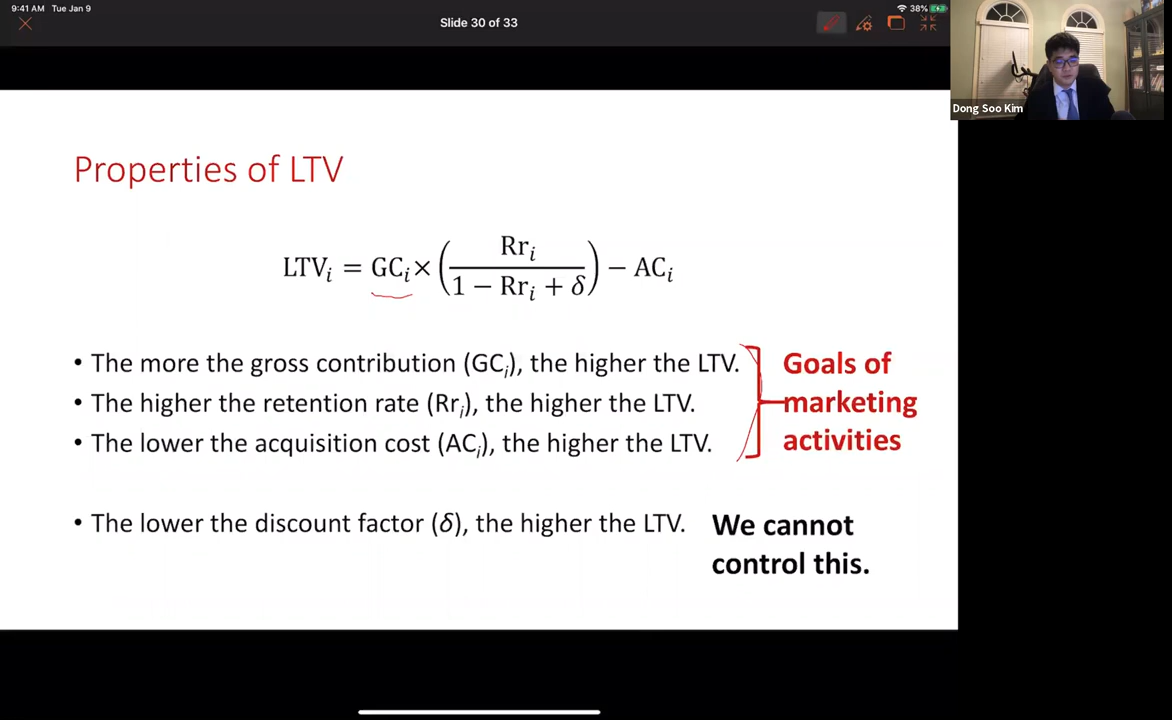 9:41 AM Tue Jan 9
38%
Slide 30 of 33
Dong Soo Kim
Properties of LTV
LTVᵢ = GCᵢ × (Rrᵢ / (1 − Rrᵢ + δ)) − ACᵢ
• The more the gross contribution (GCᵢ), the higher the LTV.
• The higher the retention rate (Rrᵢ), the higher the LTV.
• The lower the acquisition cost (ACᵢ), the higher the LTV.
Goals of
marketing
activities
• The lower the discount factor (δ), the higher the LTV.
We cannot
control this.